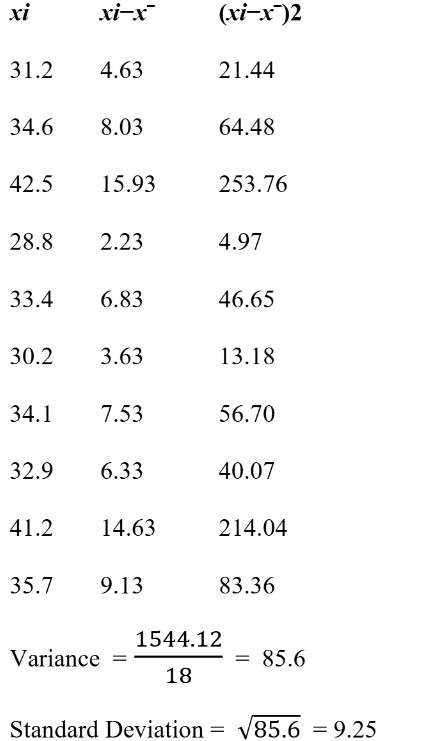 xi xi−x¯ (xi−x¯)2
31.2 4.63 21.44
34.6 8.03 64.48
42.5 15.93 253.76
28.8 2.23 4.97
33.4 6.83 46.65
30.2 3.63 13.18
34.1 7.53 56.70
32.9 6.33 40.07
41.2 14.63 214.04
35.7 9.13 83.36
Variance = 1544.12/18 = 85.6
Standard Deviation = √85.6 = 9.25